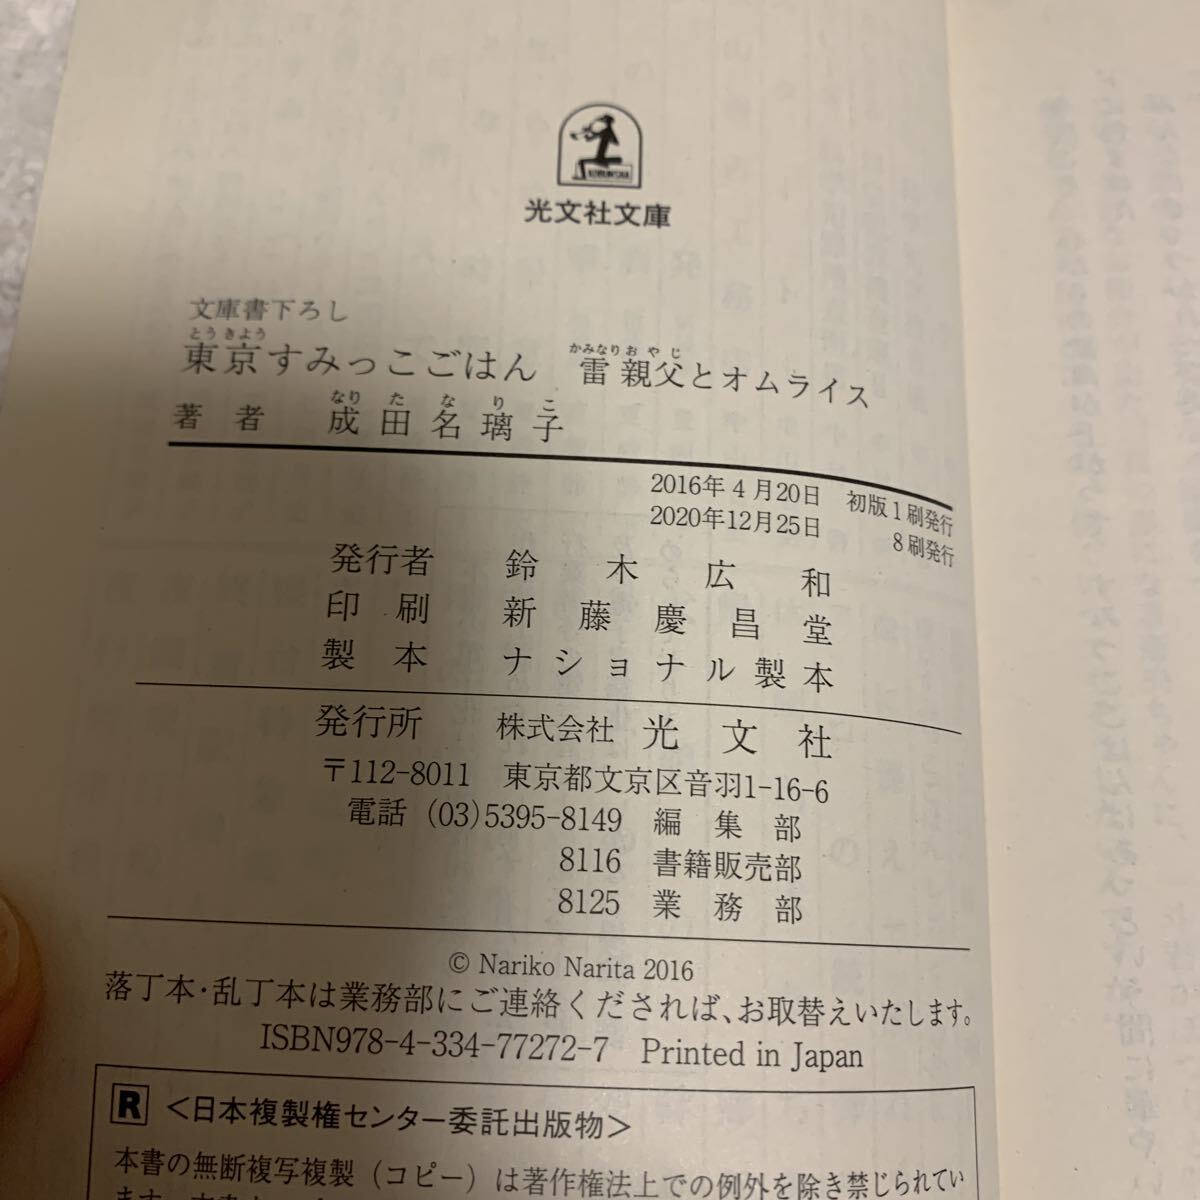 KOBUNSHA
光文社文庫
文庫書下ろし
とうきよう かみなりおやじ
東京すみっこごはん 雷親父とオムライス
なりたなりこ
著者 成田名璃子
2016年4月20日 初版1刷発行
2020年12月25日 8刷発行
発行者 鈴木広和
印刷 新藤慶昌堂
製本 ナショナル製本
発行所 株式会社 光文社
〒112-8011 東京都文京区音羽1-16-6
電話 (03)5395-8149 編集部
8116 書籍販売部
8125 業務部
© Nariko Narita 2016
落丁本・乱丁本は業務部にご連絡くだされば、お取替えいたします。
ISBN978-4-334-77272-7 Printed in Japan
R <日本複製権センター委託出版物>
本書の無断複写複製（コピー）は著作権法上での例外を除き禁じられてい